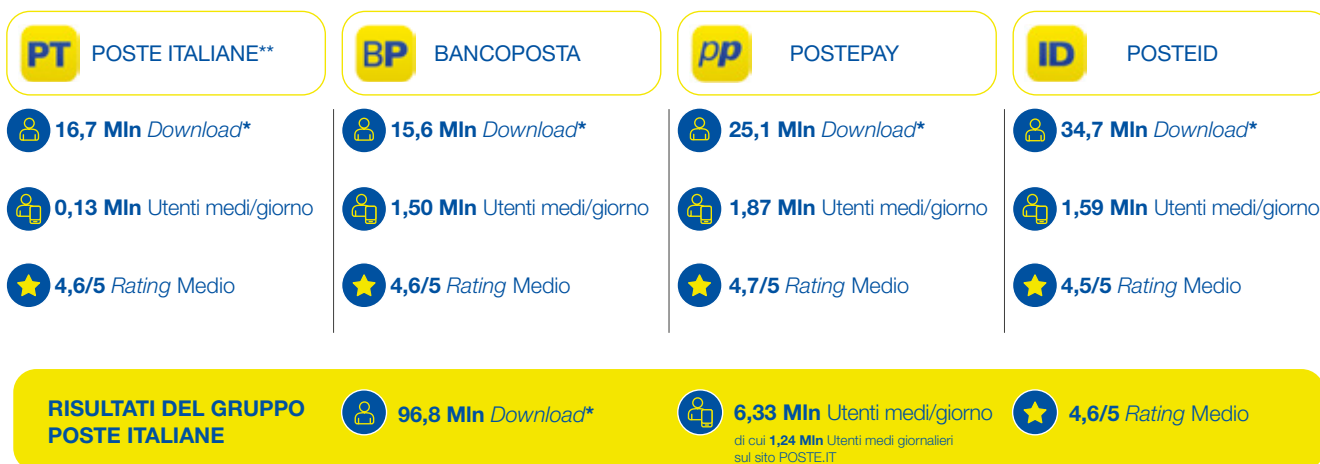 PT POSTE ITALIANE**
16,7 Mln Download*
0,13 Mln Utenti medi/giorno
4,6/5 Rating Medio
BP BANCOPOSTA
15,6 Mln Download*
1,50 Mln Utenti medi/giorno
4,6/5 Rating Medio
pp POSTEPAY
25,1 Mln Download*
1,87 Mln Utenti medi/giorno
4,7/5 Rating Medio
ID POSTEID
34,7 Mln Download*
1,59 Mln Utenti medi/giorno
4,5/5 Rating Medio
RISULTATI DEL GRUPPO
POSTE ITALIANE
96,8 Mln Download*
6,33 Mln Utenti medi/giorno
di cui 1,24 Mln Utenti medi giornalieri
sul sito POSTE.IT
4,6/5 Rating Medio